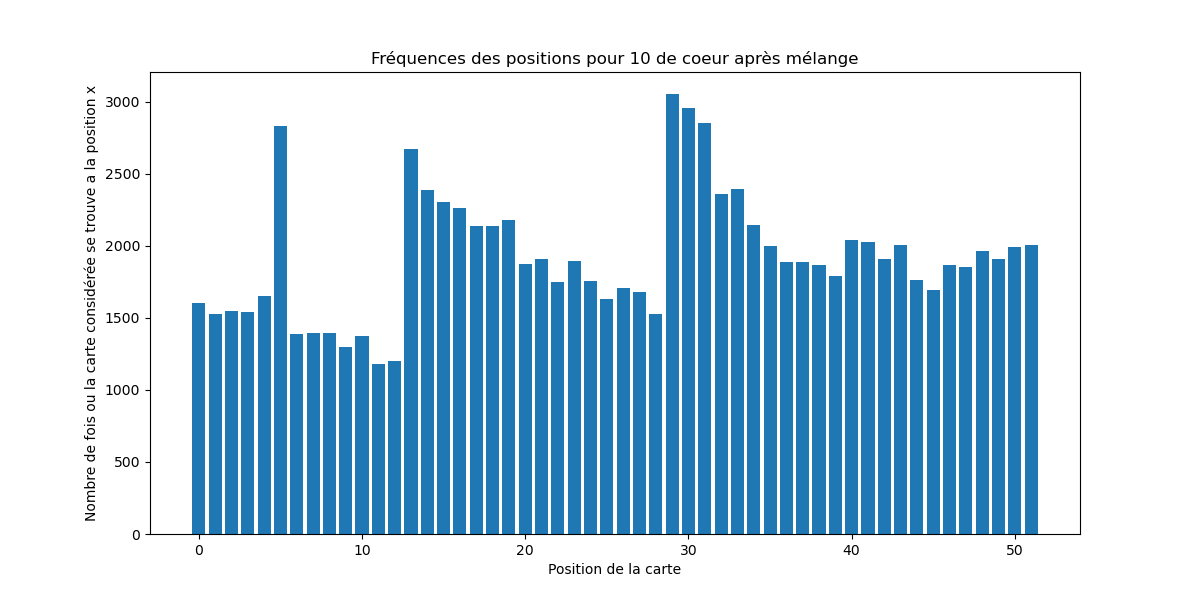 Fréquences des positions pour 10 de coeur après mélange
Nombre de fois ou la carte considérée se trouve a la position x
3000
2500
2000
1500
1000
500
0
0 10 20 30 40 50
Position de la carte